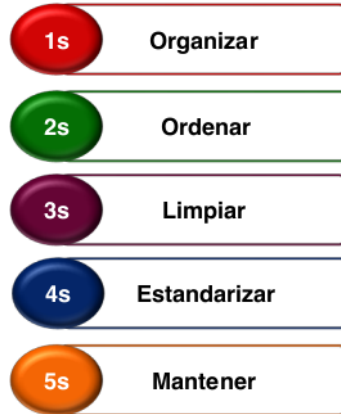 1s Organizar
2s Ordenar
3s Limpiar
4s Estandarizar
5s Mantener